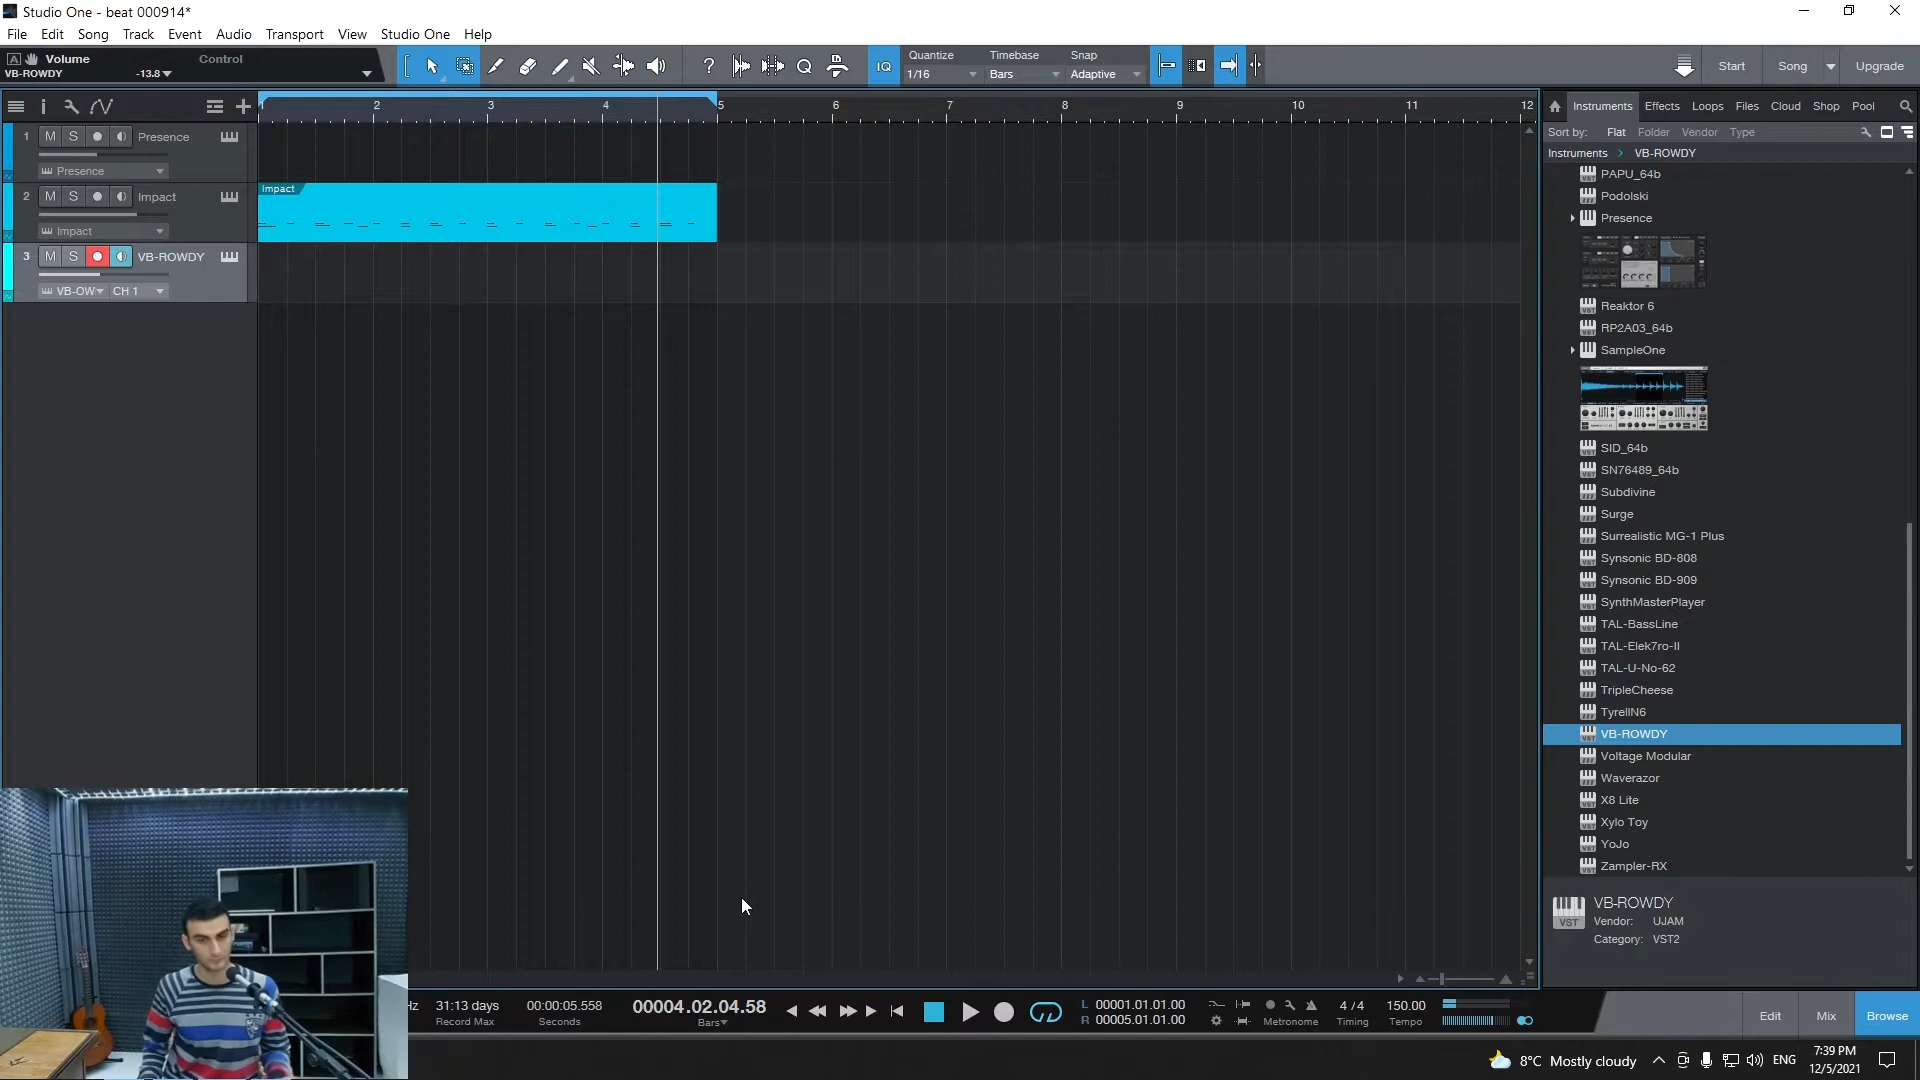 Studio One - beat 000914*
File Edit Song Track Event Audio Transport View Studio One Help
A Volume Control
VB-ROWDY -13.8
IQ
Quantize Timebase Snap
1/16 Bars Adaptive
Start Song Upgrade
1 2 3 4 5 6 7 8 9 10 11 12
Instruments Effects Loops Files Cloud Shop Pool
Sort by: Flat Folder Vendor Type
Instruments VB-ROWDY
1 M S Presence
Presence
2 M S Impact
Impact
Impact
3 M S VB-ROWDY
VB-OW CH 1
PAPU_64b
Podolski
Presence
Reaktor 6
RP2A03_64b
SampleOne
SID_64b
SN76489_64b
Subdivine
Surge
Surrealistic MG-1 Plus
Synsonic BD-808
Synsonic BD-909
SynthMasterPlayer
TAL-BassLine
TAL-Elek7ro-II
TAL-U-No-62
TripleCheese
TyrellN6
VB-ROWDY
Voltage Modular
Waverazor
X8 Lite
Xylo Toy
YoJo
Zampler-RX
VST
VB-ROWDY
Vendor: UJAM
Category: VST2
Hz 31:13 days 00:00:05.558 00004.02.04.58
Record Max Seconds Bars
L 00001.01.01.00
R 00005.01.01.00
Metronome
4 / 4 150.00
Timing Tempo
Edit Mix Browse
8°C Mostly cloudy ENG
7:39 PM
12/5/2021